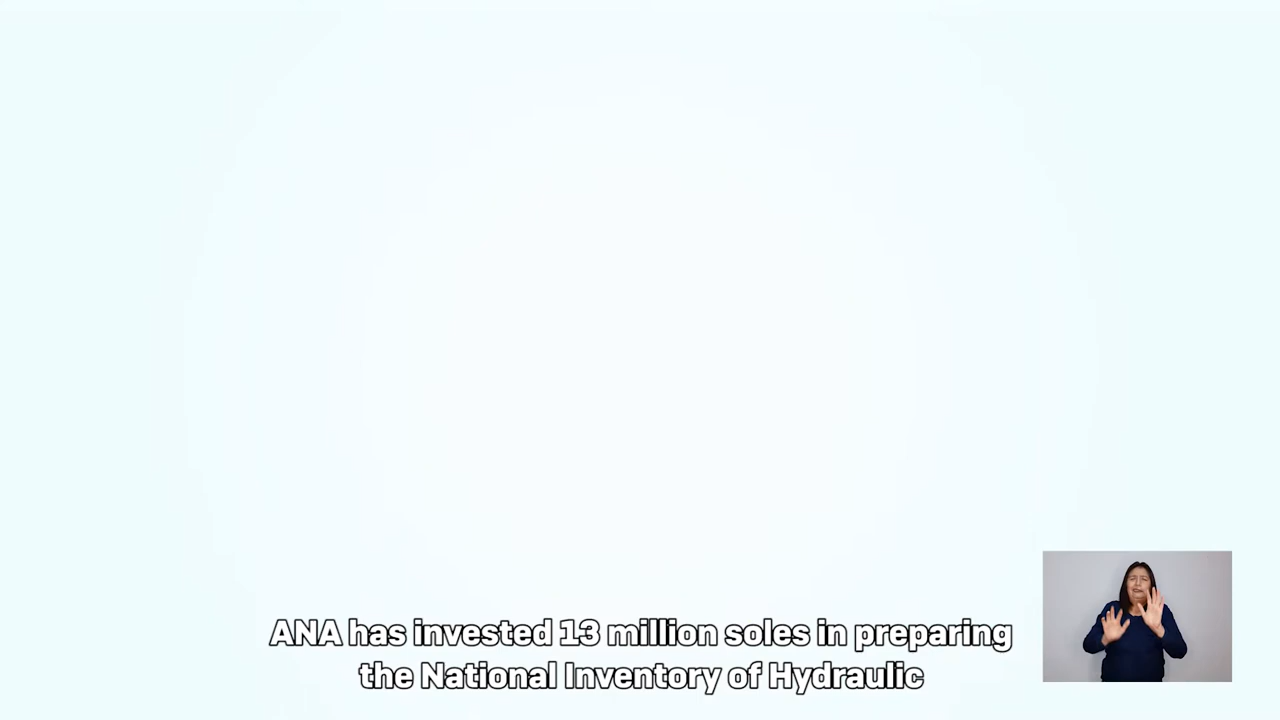 ANA has invested 13 million soles in preparing
the National Inventory of Hydraulic